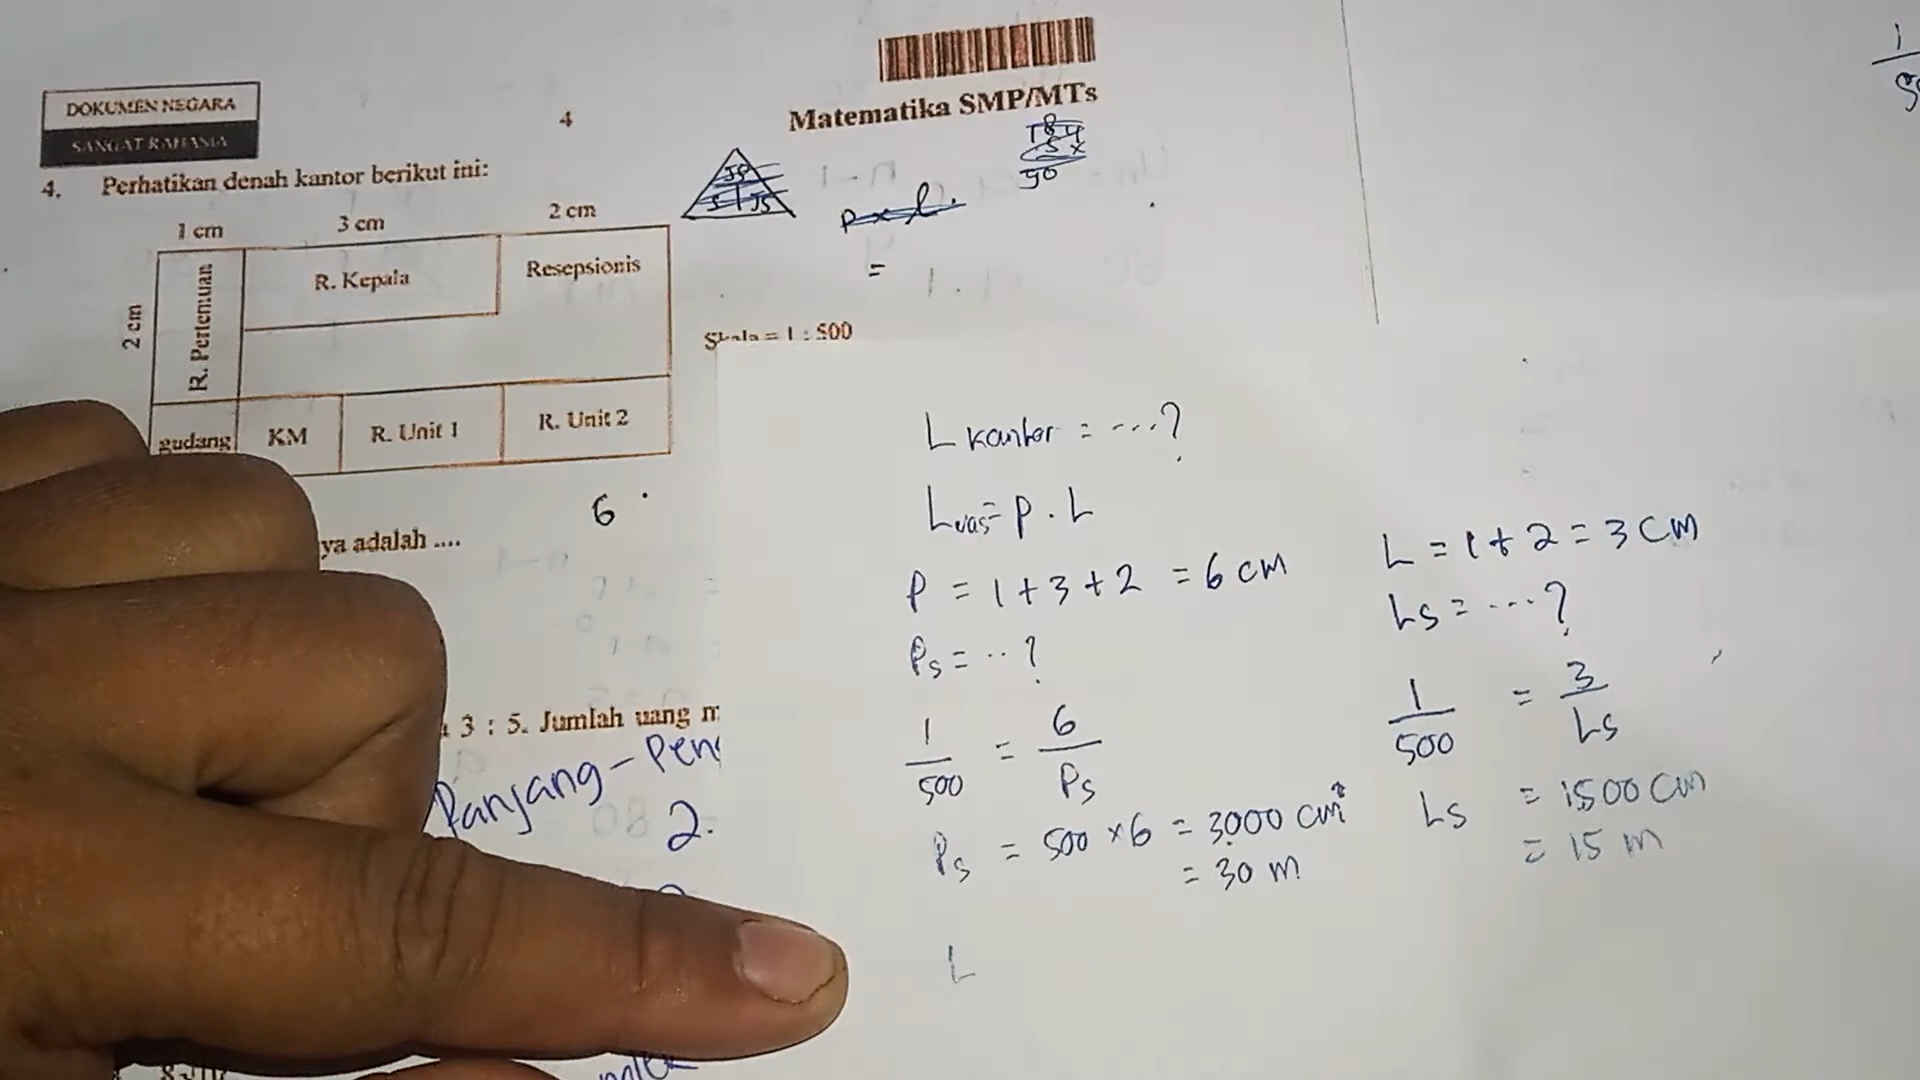 DOKUMEN NEGARA
SANGAT RAHASIA
4
Matematika SMP/MTs
4. Perhatikan denah kantor berikut ini:
1 cm
3 cm
2 cm
2 cm
R. Pertemuan
R. Kepala
Resepsionis
gudang
KM
R. Unit 1
R. Unit 2
Skala = 1 : 500
P x l
=
6
ya adalah ....
3 : 5. Jumlah uang
Panjang - Pen
2.
L kantor = ...?
Luas = P . L
P = 1 + 3 + 2 = 6 cm
Ps = ..?
1/500 = 6/Ps
Ps = 500 x 6 = 3000 cm
= 30 m
L
L = 1 + 2 = 3 cm
Ls = ...?
1/500 = 3/Ls
Ls = 1500 cm
= 15 m